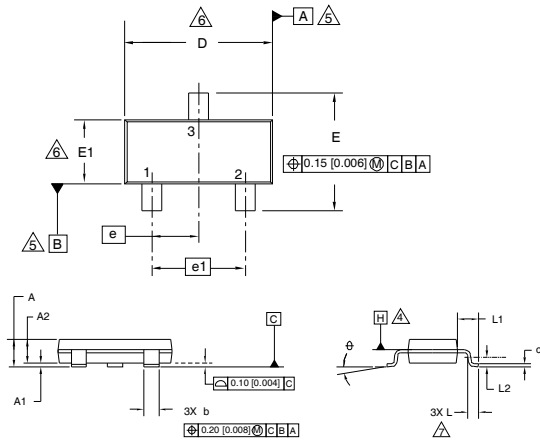 6
D
A 5
3
E
6 E1
1 2
⌖ 0.15 [0.006] Ⓜ C B A
5 B
e
e1
A
A2
C
A1
3X b
⌓ 0.10 [0.004] C
⌖ 0.20 [0.008] Ⓜ C B A
H 4
L1
θ
c
L2
3X L
7